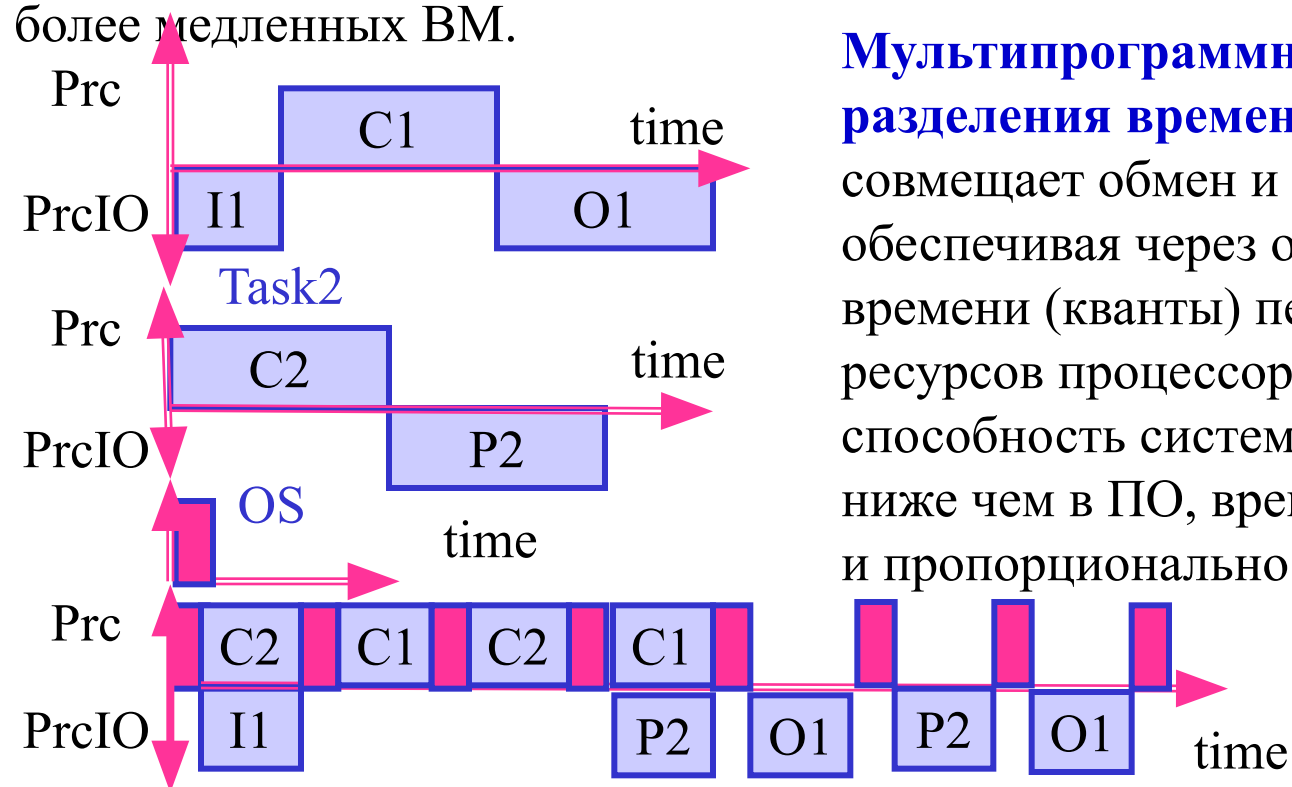 более медленных ВМ.
Prc
C1
time
PrcIO
I1
O1
Task2
Prc
C2
time
PrcIO
P2
OS
time
Prc
C2
C1
C2
C1
PrcIO
I1
P2
O1
P2
O1
time
Мультипрограммн
разделения времен
совмещает обмен и
обеспечивая через о
времени (кванты) пе
ресурсов процессор
способность систем
ниже чем в ПО, врем
и пропорционально